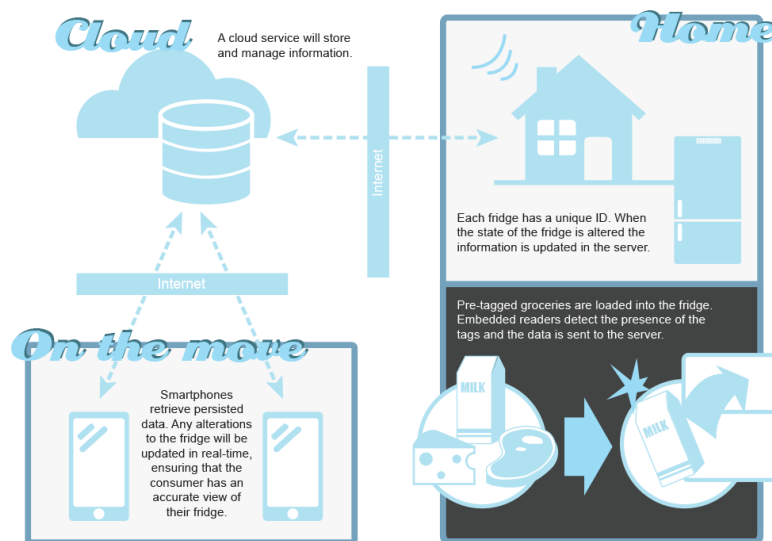 Cloud
A cloud service will store
and manage information.
Home
Internet
Each fridge has a unique ID. When
the state of the fridge is altered the
information is updated in the server.
Internet
Pre-tagged groceries are loaded into the fridge.
Embedded readers detect the presence of the
tags and the data is sent to the server.
MILK
MILK
On the move
Smartphones
retrieve persisted
data. Any alterations
to the fridge will be
updated in real-time,
ensuring that the
consumer has an
accurate view of
their fridge.